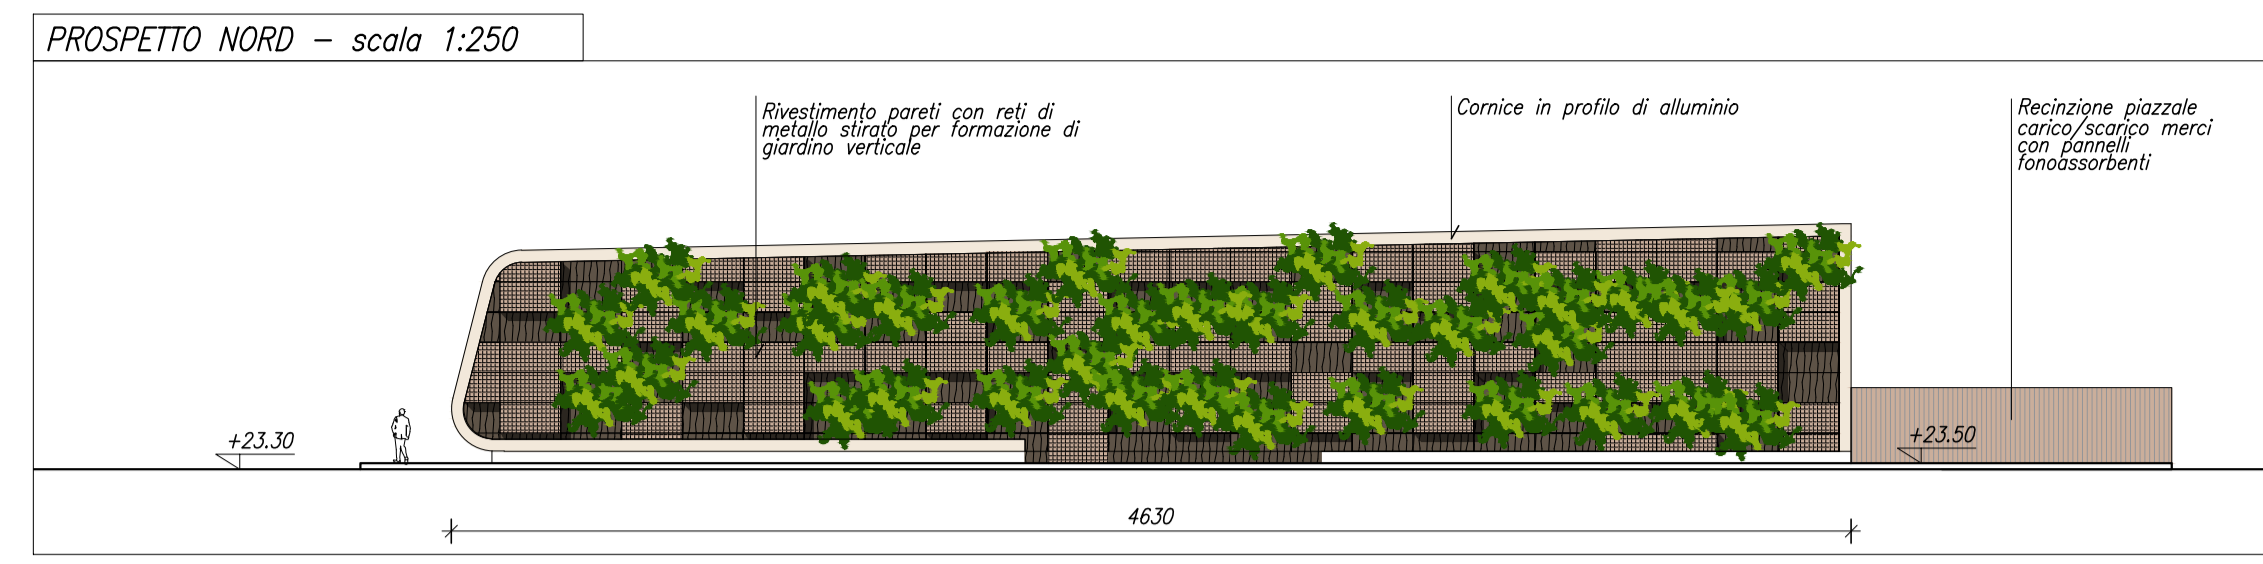 PROSPETTO NORD – scala 1:250
Rivestimento pareti con reti di
metallo stirato per formazione di
giardino verticale
Cornice in profilo di alluminio
Recinzione piazzale
carico/scarico merci
con pannelli
fonoassorbenti
+23.30
+23.50
4630